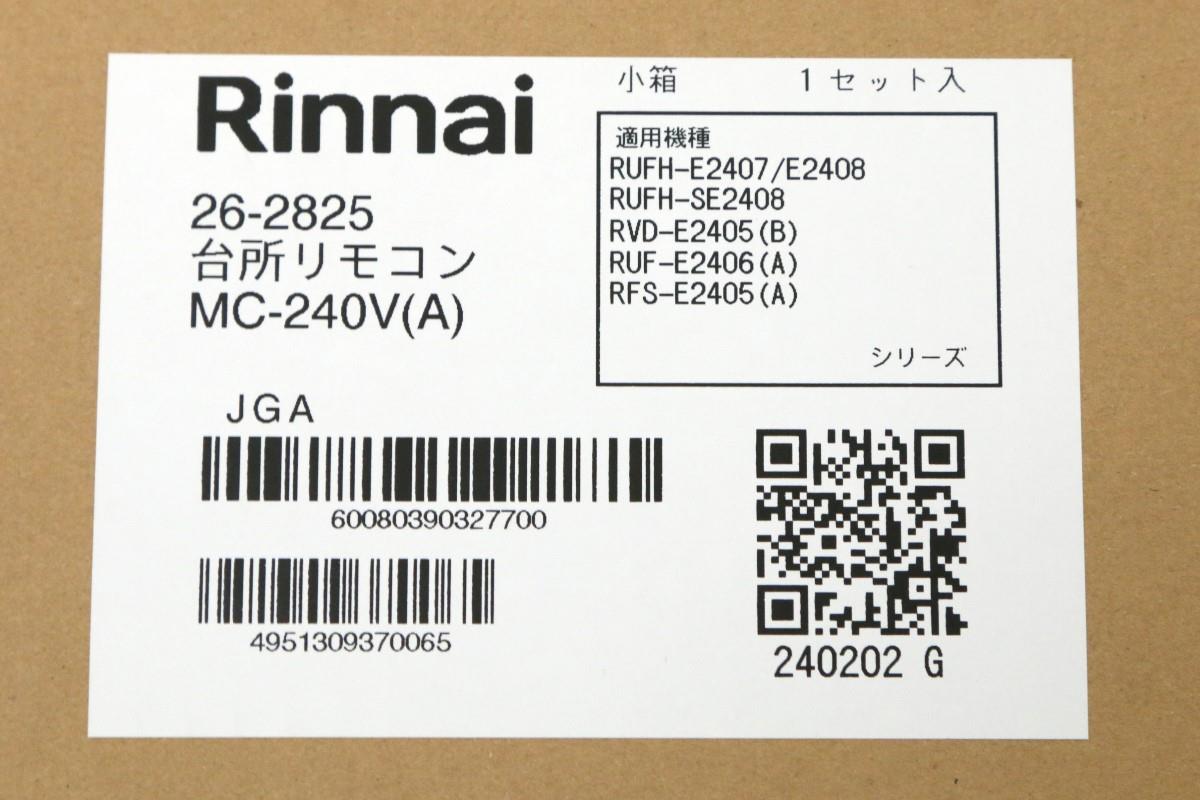 Rinnai
26-2825
台所リモコン
MC-240V(A)
小箱 1セット入
適用機種
RUFH-E2407/E2408
RUFH-SE2408
RVD-E2405(B)
RUF-E2406(A)
RFS-E2405(A)
シリーズ
JGA
60080390327700
4951309370065
240202 G